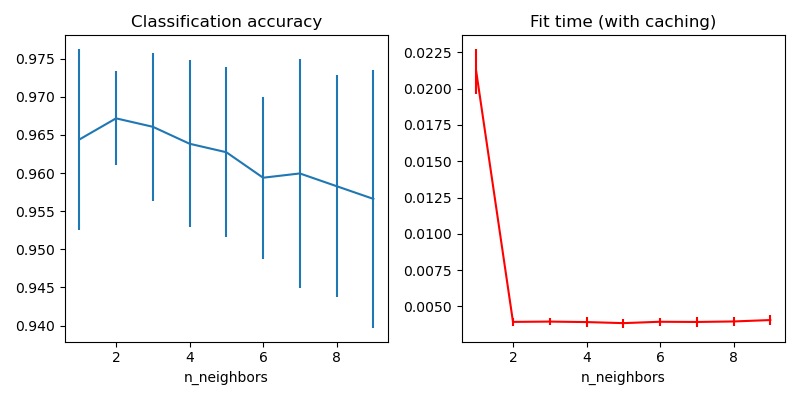 Classification accuracy
0.975
0.970
0.965
0.960
0.955
0.950
0.945
0.940
2 4 6 8
n_neighbors
Fit time (with caching)
0.0225
0.0200
0.0175
0.0150
0.0125
0.0100
0.0075
0.0050
2 4 6 8
n_neighbors